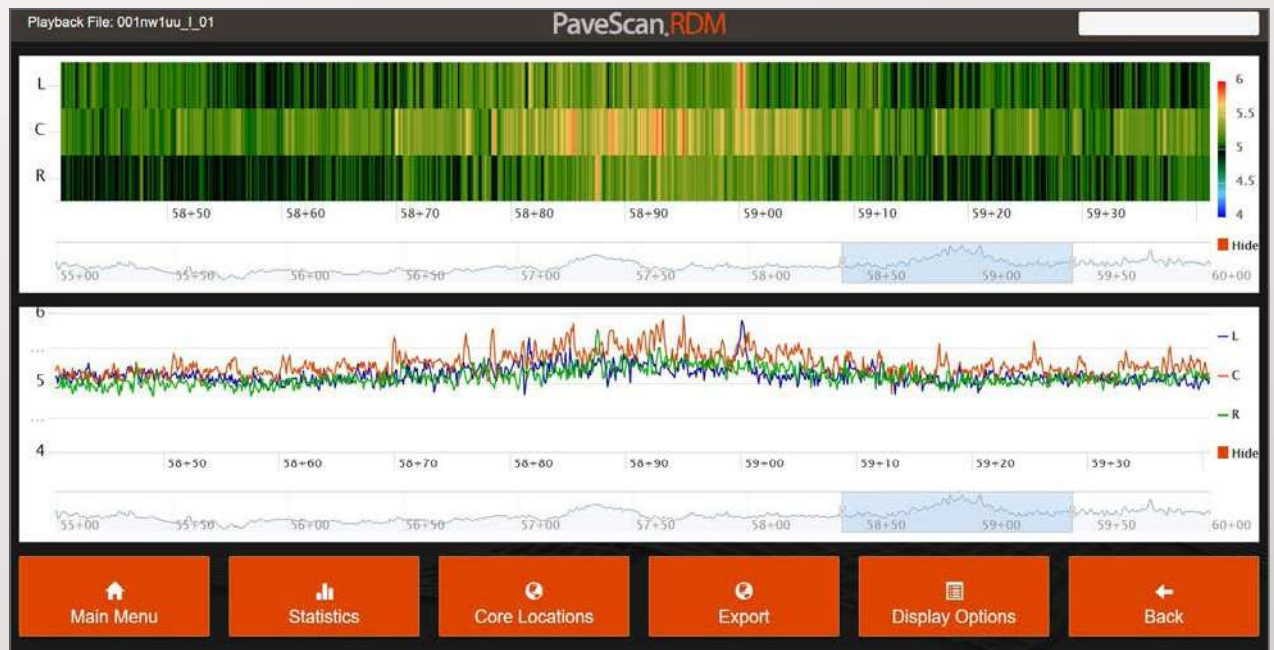 Playback File: 001nw1uu_l_01
PaveScan.RDM
L
C
R
6
5.5
5
4.5
4
58+50 58+60 58+70 58+80 58+90 59+00 59+10 59+20 59+30
Hide
55+00 55+50 56+00 56+50 57+00 57+50 58+00 58+50 59+00 59+50 60+00
6
...
5
...
4
L
C
R
Hide
58+50 58+60 58+70 58+80 58+90 59+00 59+10 59+20 59+30
55+00 55+50 56+00 56+50 57+00 57+50 58+00 58+50 59+00 59+50 60+00
Main Menu Statistics Core Locations Export Display Options Back